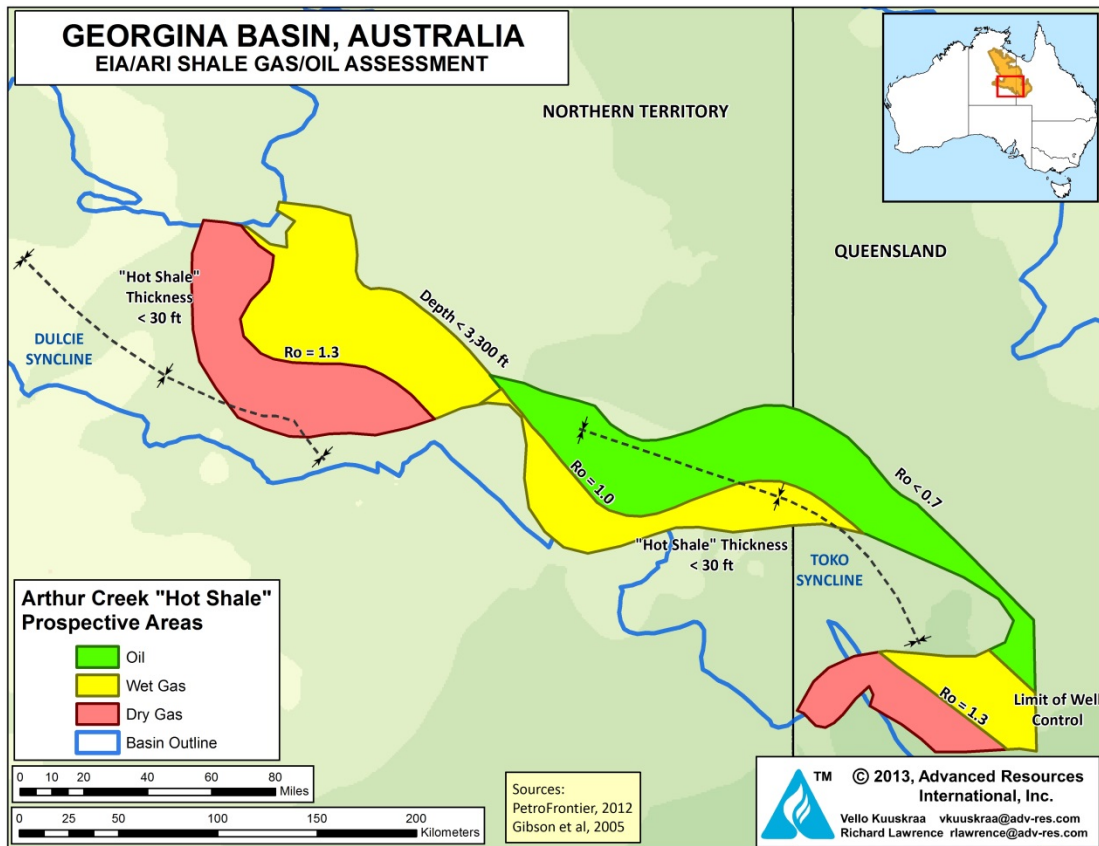 GEORGINA BASIN, AUSTRALIA
EIA/ARI SHALE GAS/OIL ASSESSMENT
NORTHERN TERRITORY
QUEENSLAND
"Hot Shale"
Thickness
< 30 ft
DULCIE
SYNCLINE
Depth < 3,300 ft
Ro = 1.3
Ro = 1.0
Ro < 0.7
"Hot Shale" Thickness
< 30 ft
TOKO
SYNCLINE
Ro = 1.3
Limit of Well
Control
Arthur Creek "Hot Shale"
Prospective Areas
Oil
Wet Gas
Dry Gas
Basin Outline
0 10 20 40 60 80
Miles
0 25 50 100 150 200
Kilometers
Sources:
PetroFrontier, 2012
Gibson et al, 2005
TM
© 2013, Advanced Resources
International, Inc.
Vello Kuuskraa vkuuskraa@adv-res.com
Richard Lawrence rlawrence@adv-res.com